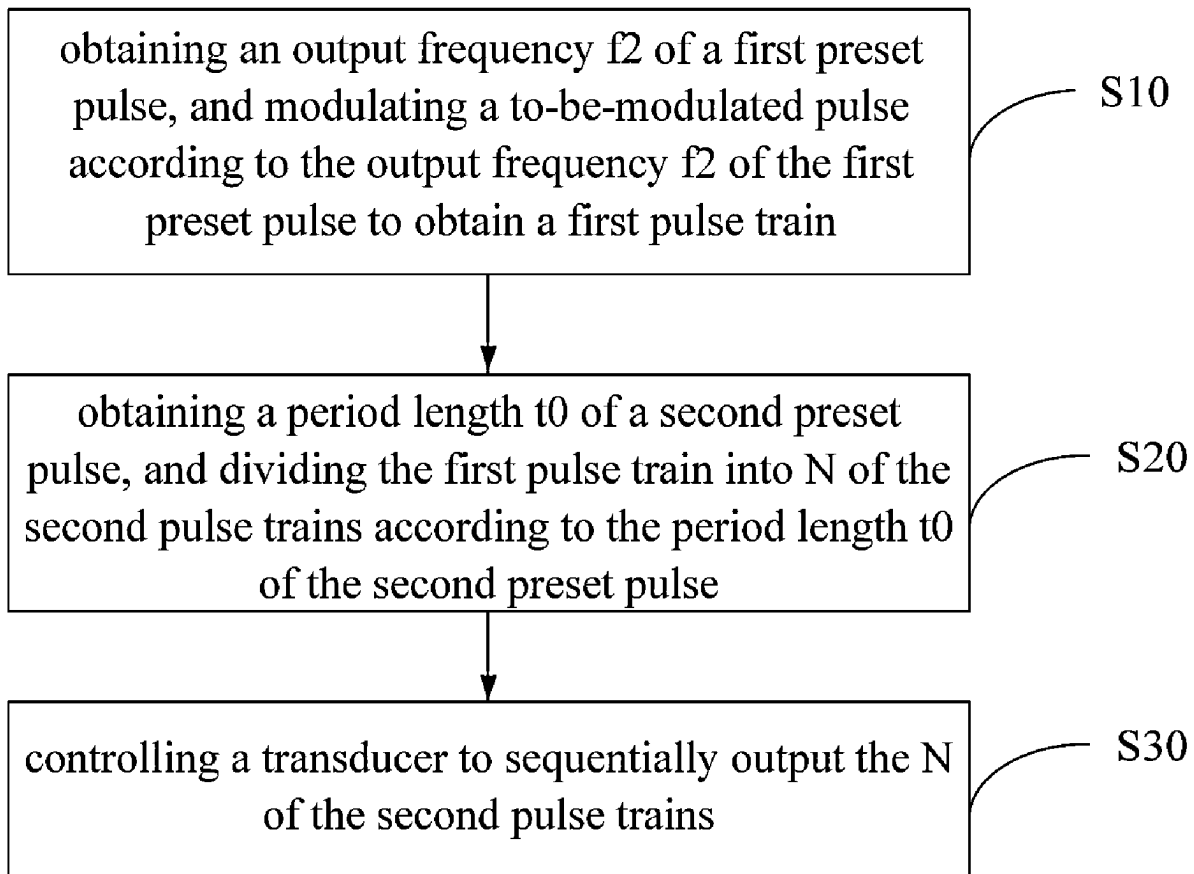 obtaining an output frequency f2 of a first preset
pulse, and modulating a to-be-modulated pulse
according to the output frequency f2 of the first
preset pulse to obtain a first pulse train
S10
obtaining a period length t0 of a second preset
pulse, and dividing the first pulse train into N of the
second pulse trains according to the period length t0
of the second preset pulse
S20
controlling a transducer to sequentially output the N
of the second pulse trains
S30